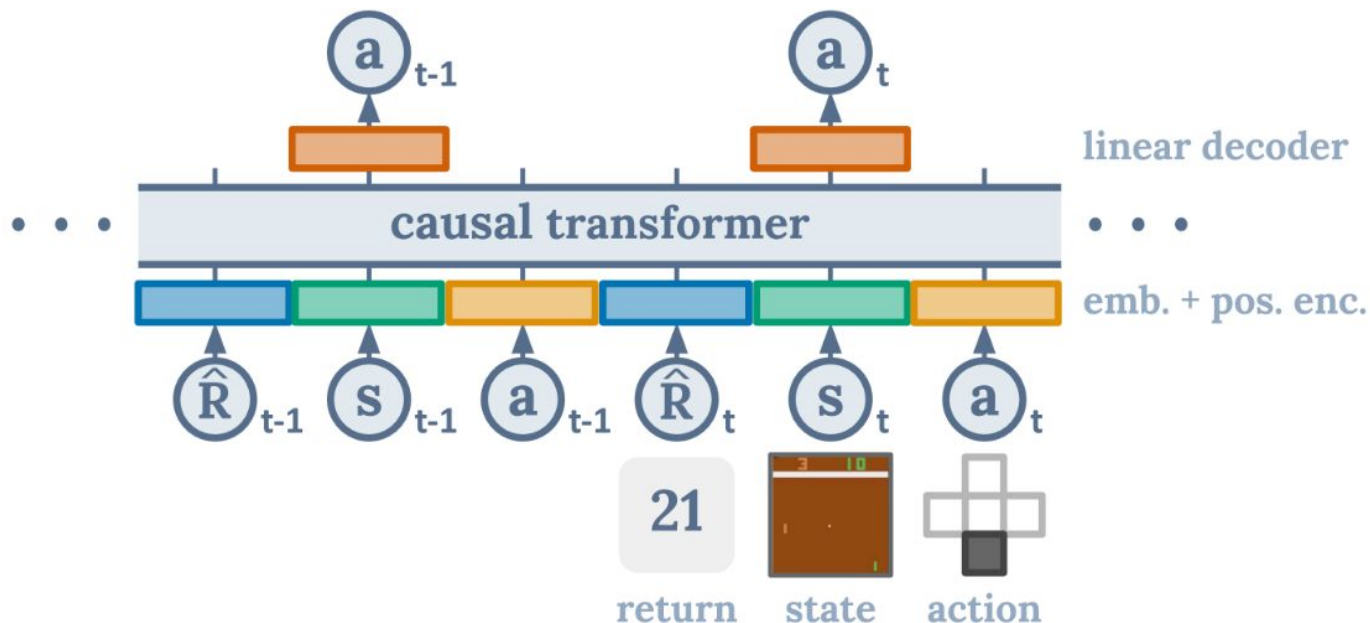 a t-1 a t
linear decoder
causal transformer
emb. + pos. enc.
R̂ t-1 s t-1 a t-1 R̂ t s t a t
3 10
21
return state action